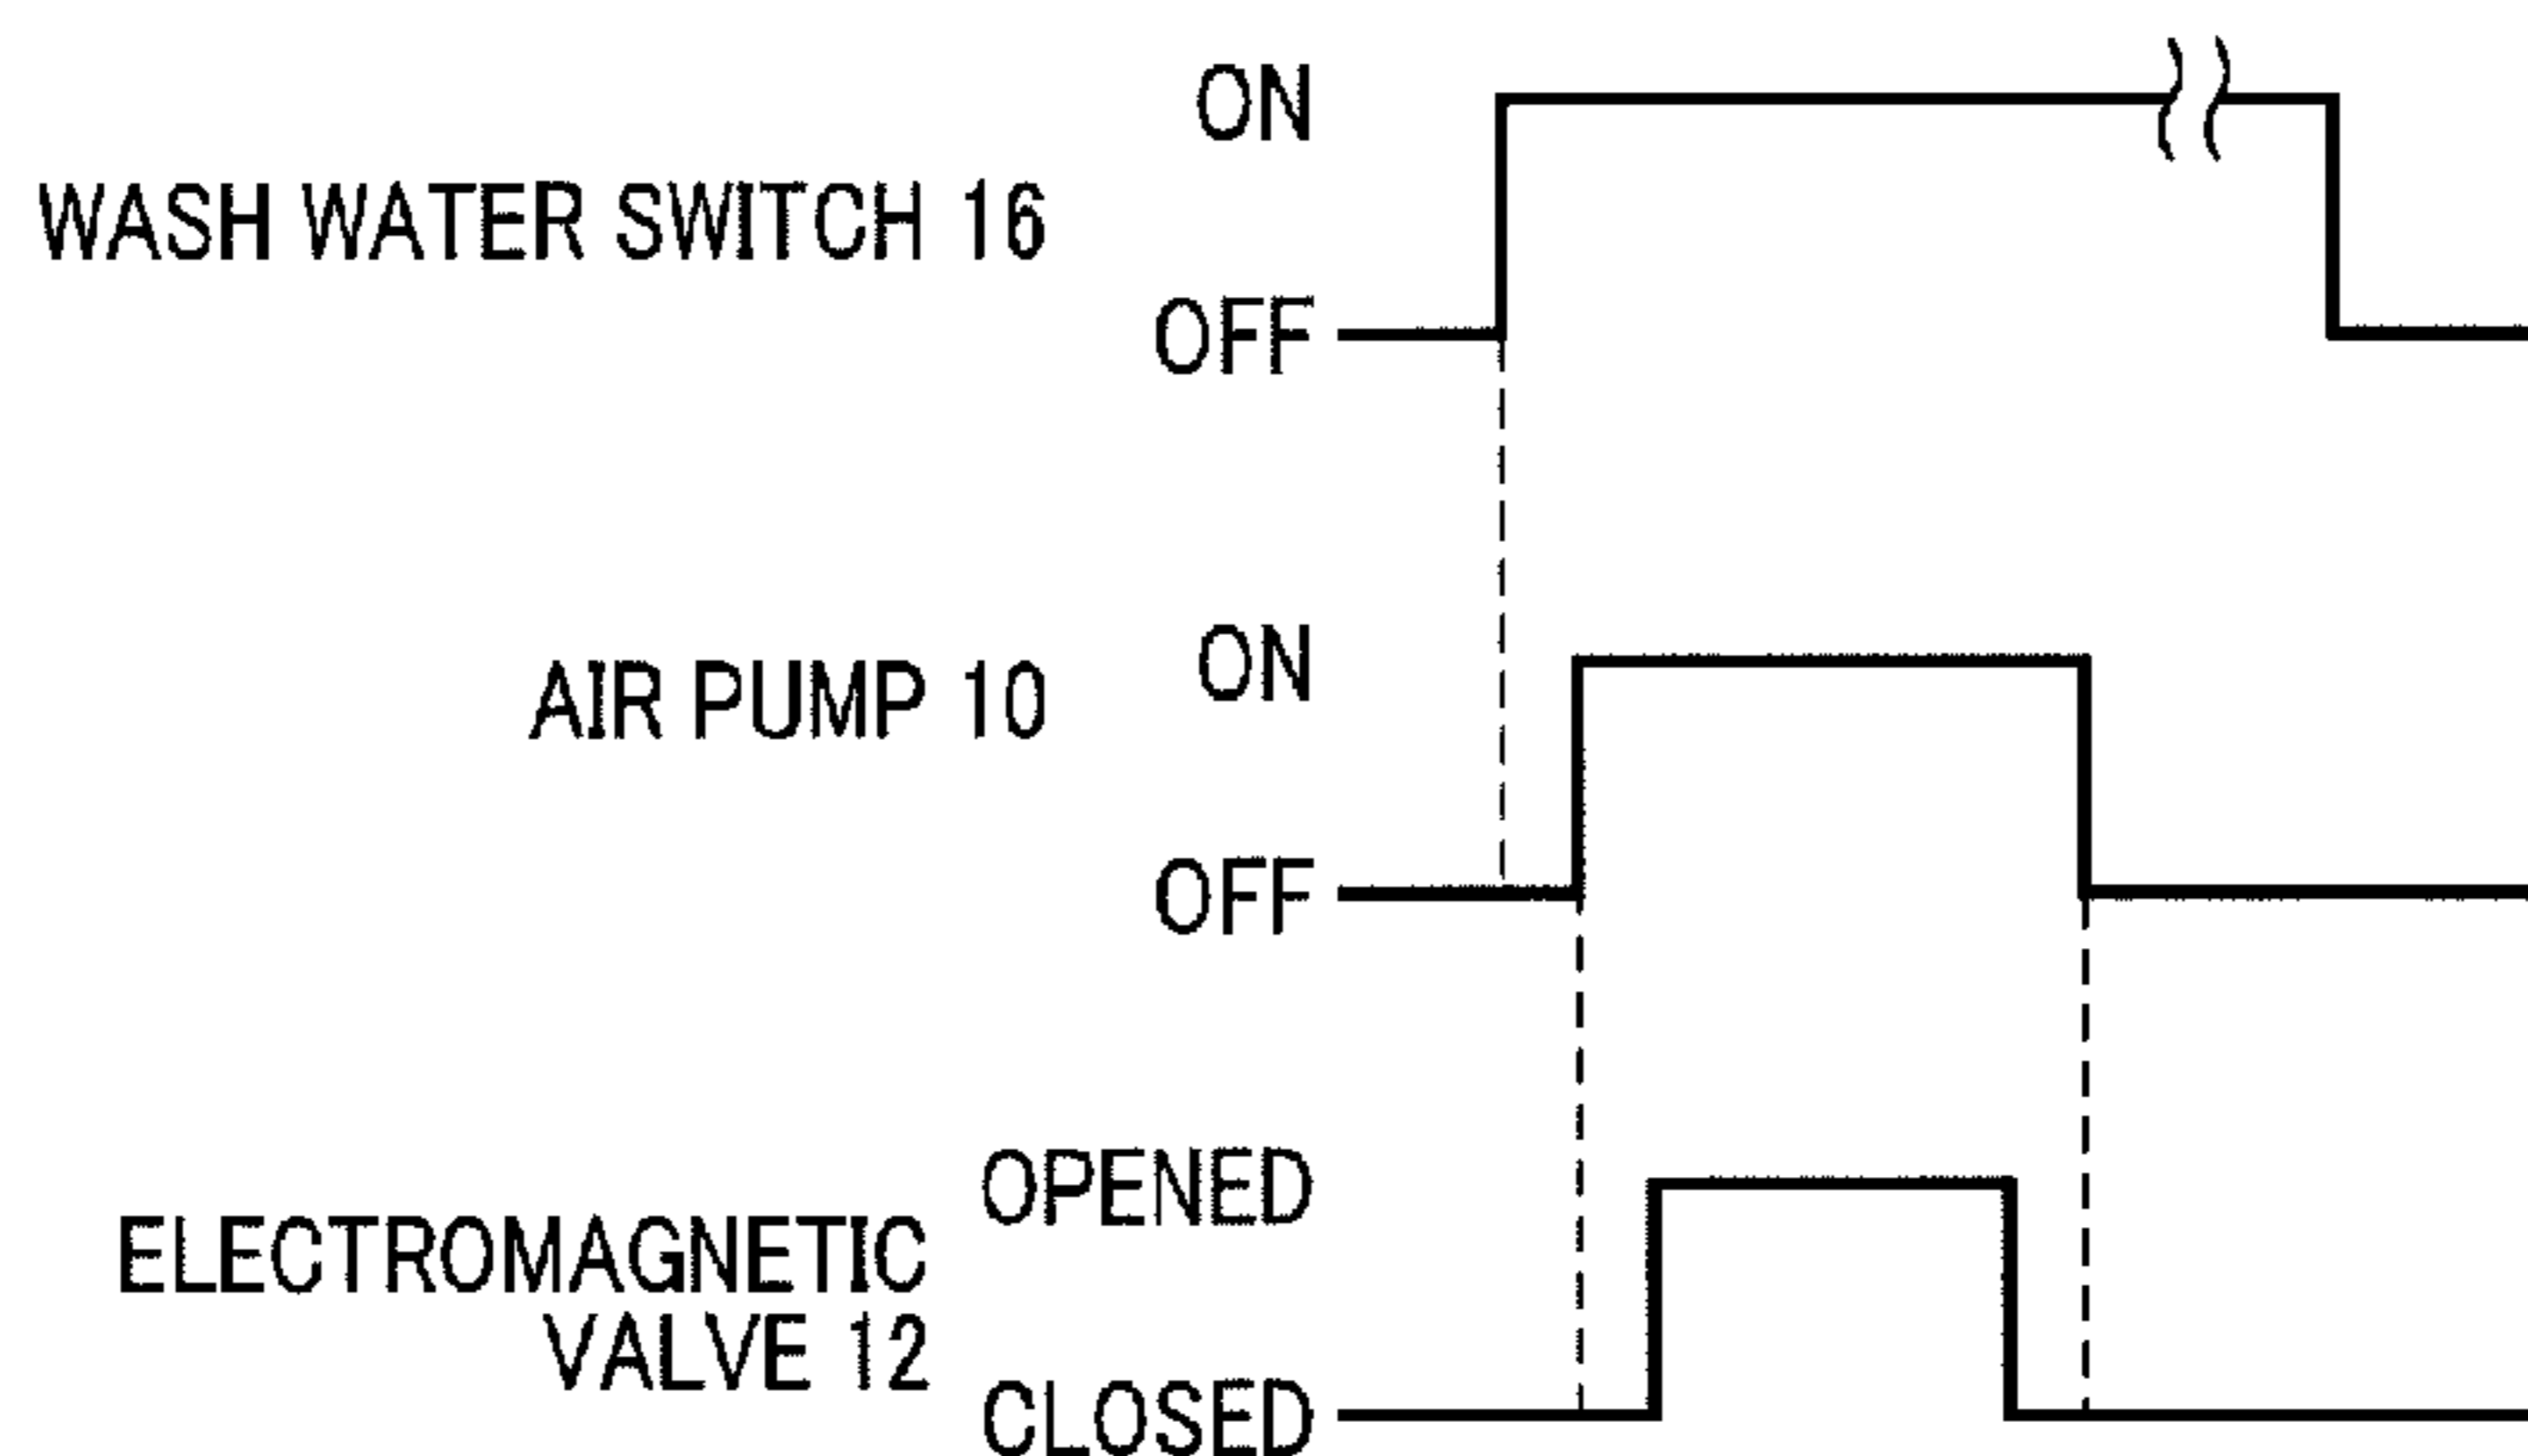 ON
WASH WATER SWITCH 16
OFF
ON
AIR PUMP 10
OFF
OPENED
ELECTROMAGNETIC
VALVE 12
CLOSED